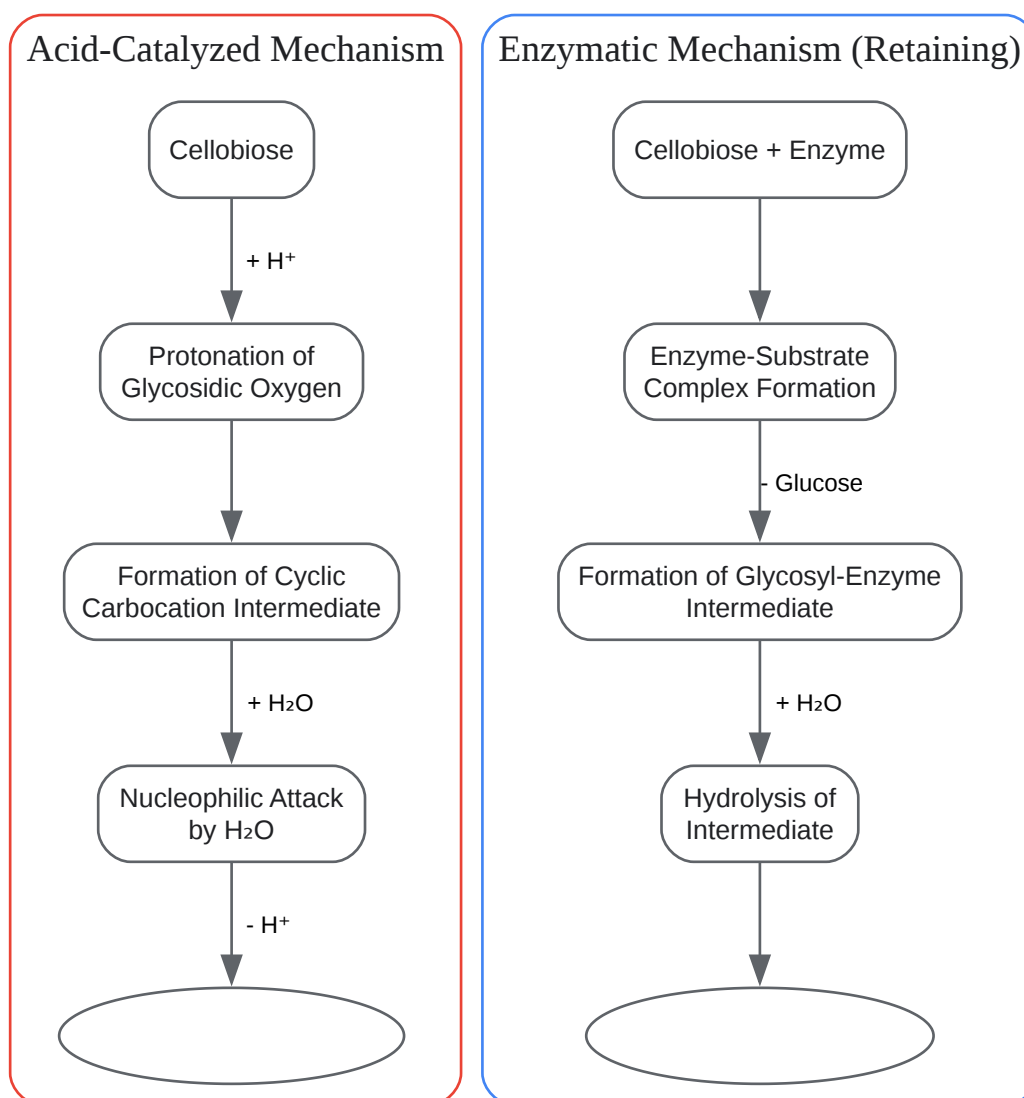 Acid-Catalyzed Mechanism
Cellobiose
+ H⁺
Protonation of
Glycosidic Oxygen
Formation of Cyclic
Carbocation Intermediate
+ H₂O
Nucleophilic Attack
by H₂O
- H⁺
Enzymatic Mechanism (Retaining)
Cellobiose + Enzyme
Enzyme-Substrate
Complex Formation
- Glucose
Formation of Glycosyl-Enzyme
Intermediate
+ H₂O
Hydrolysis of
Intermediate